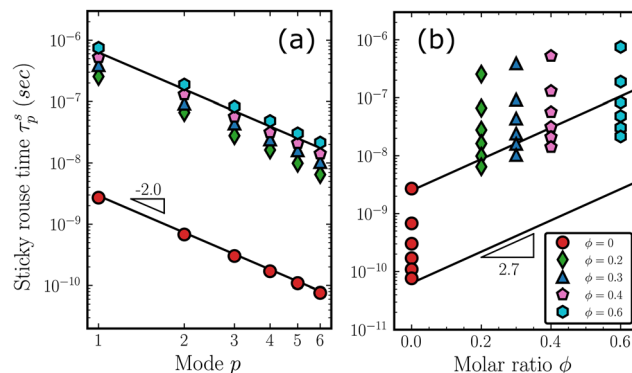 (a)
Sticky rouse time τ_p^s (sec)
10^-6
10^-7
10^-8
10^-9
10^-10
-2.0
1
2
3
4
5
6
Mode p
(b)
10^-6
10^-7
10^-8
10^-9
10^-10
10^-11
2.7
ϕ = 0
ϕ = 0.2
ϕ = 0.3
ϕ = 0.4
ϕ = 0.6
0.0
0.2
0.4
0.6
Molar ratio ϕ